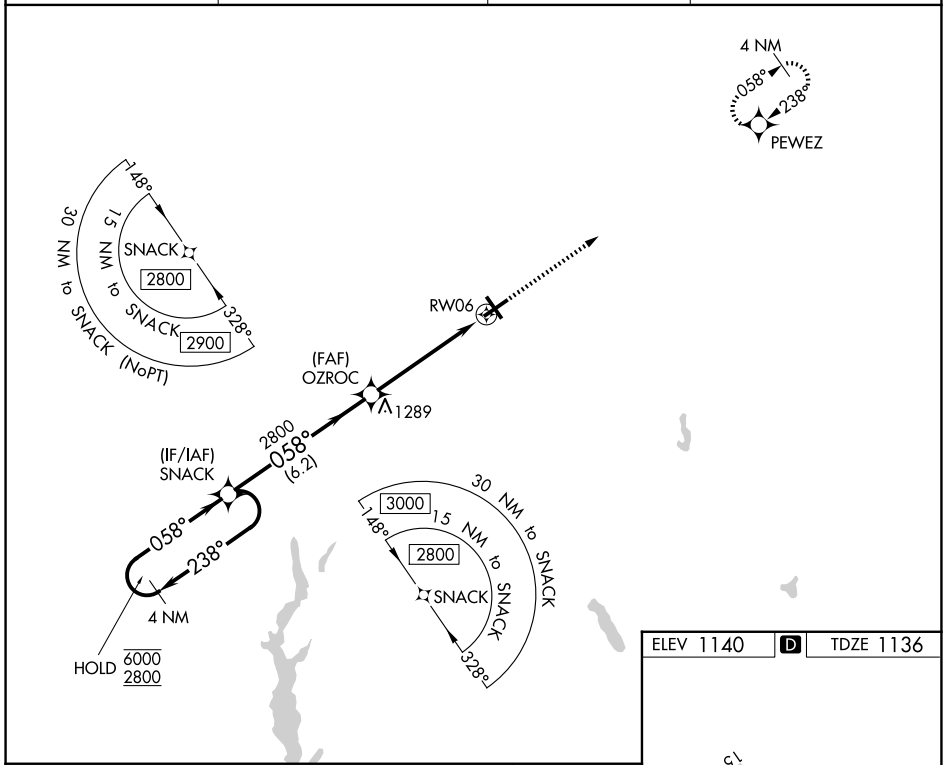 4 NM
058°
238°
PEWEZ
148°
30 NM to SNACK (NoPT)
15 NM to SNACK
SNACK
2800
2900
328°
RW06
(FAF)
OZROC
1289
2800
058°
(6.2)
(IF/IAF)
SNACK
058°
238°
4 NM
HOLD 6000
2800
30 NM to SNACK
3000
15 NM to SNACK
148°
2800
SNACK
328°
ELEV 1140 D TDZE 1136
15